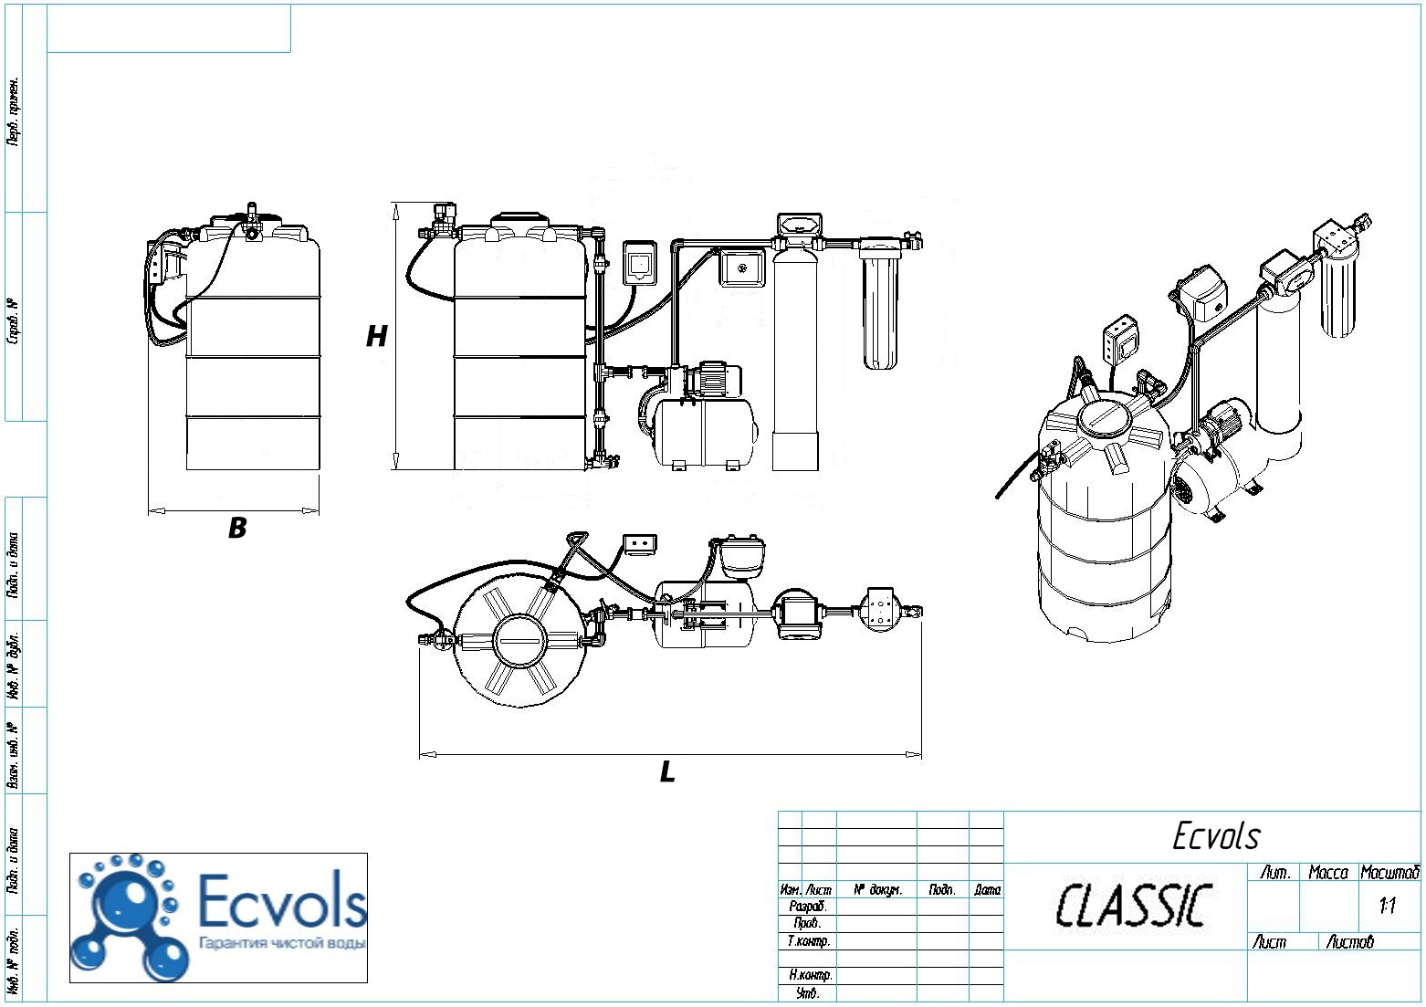 Перв. примен.
Справ. №
Подп. и дата
Инв. № дубл.
Взам. инв. №
Подп. и дата
Инв. № подл.
H
B
L
Ecvols
Гарантия чистой воды
Ecvols
CLASSIC
Лит. Масса Масштаб
1:1
Лист Листов
Изм. Лист № докум. Подп. Дата
Разраб.
Пров.
Т.контр.
Н.контр.
Утв.